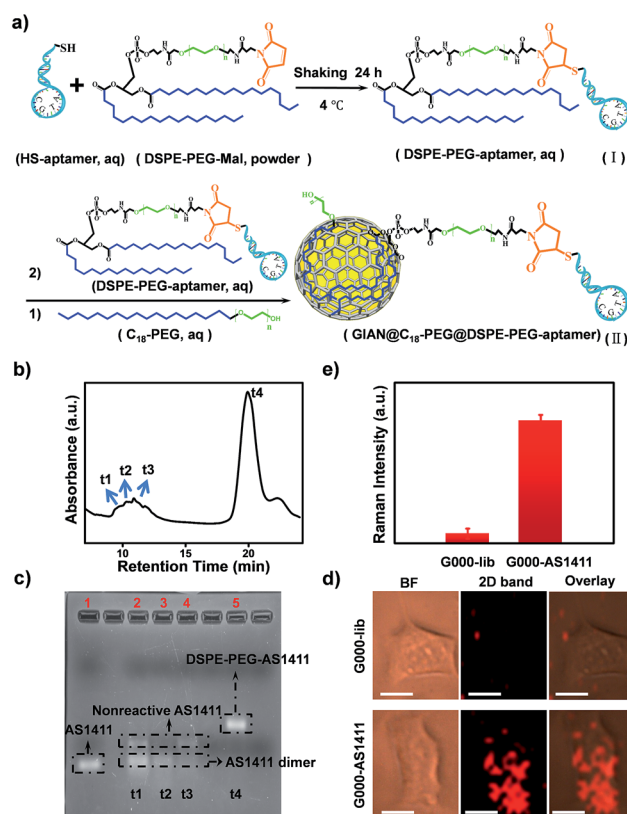 a)
SH
C G T A
(HS-aptamer, aq)
+
O O P O O H N O O n H N O N O O
O O O O
(DSPE-PEG-Mal, powder)
Shaking 24 h
4 °C
O O P O O H N O O n H N O N O O S
O O O O
C G T A
(DSPE-PEG-aptamer, aq)
(I)
O O P O O H N O O n H N O N O O S
O O O O
C G T A
2)
(DSPE-PEG-aptamer, aq)
1)
O OH
n
(C18-PEG, aq)
HO
O n
O O P O O H N O O n H N O N O O S
C G T A
(GIAN@C18-PEG@DSPE-PEG-aptamer)
(II)
b)
Absorbance (a.u.)
t1
t2
t3
t4
10
20
Retention Time (min)
e)
Raman Intensity (a.u.)
G000-lib
G000-AS1411
c)
1
2
3
4
5
DSPE-PEG-AS1411
Nonreactive AS1411
AS1411
AS1411 dimer
t1
t2
t3
t4
d)
BF
2D band
Overlay
G000-lib
G000-AS1411